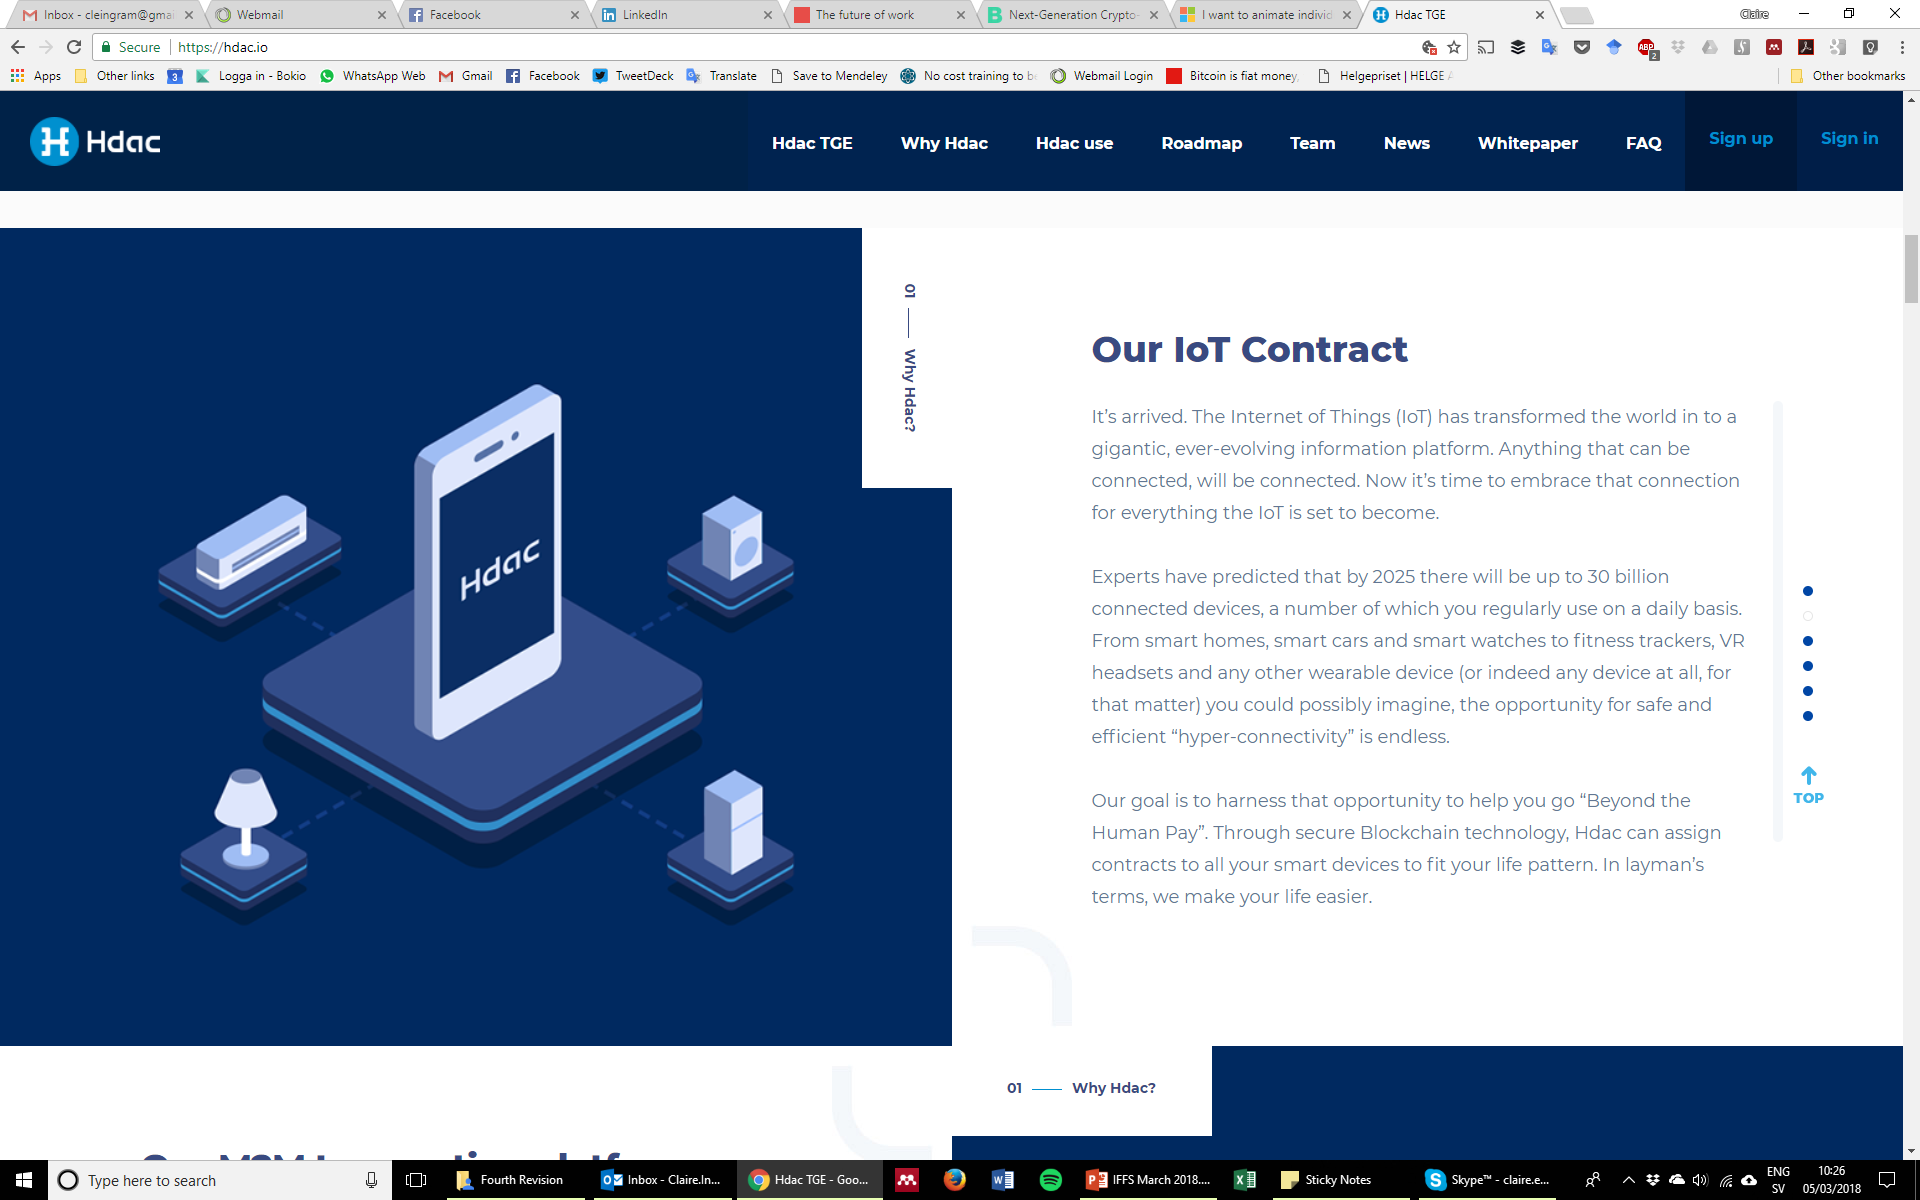 Inbox - cleingram@gmai
Webmail
Facebook
LinkedIn
The future of work
Next-Generation Crypto-
I want to animate individ
Hdac TGE
Claire
Secure
https://hdac.io
Apps
Other links
3
Logga in - Bokio
WhatsApp Web
Gmail
Facebook
TweetDeck
Translate
Save to Mendeley
No cost training to b
Webmail Login
Bitcoin is fiat money,
Helgepriset | HELGE
Other bookmarks
Hdac
Hdac TGE
Why Hdac
Hdac use
Roadmap
Team
News
Whitepaper
FAQ
Sign up
Sign in
01 Why Hdac?
Hdac
Our IoT Contract
It’s arrived. The Internet of Things (IoT) has transformed the world in to a
gigantic, ever-evolving information platform. Anything that can be
connected, will be connected. Now it’s time to embrace that connection
for everything the IoT is set to become.
Experts have predicted that by 2025 there will be up to 30 billion
connected devices, a number of which you regularly use on a daily basis.
From smart homes, smart cars and smart watches to fitness trackers, VR
headsets and any other wearable device (or indeed any device at all, for
that matter) you could possibly imagine, the opportunity for safe and
efficient “hyper-connectivity” is endless.
Our goal is to harness that opportunity to help you go “Beyond the
Human Pay”. Through secure Blockchain technology, Hdac can assign
contracts to all your smart devices to fit your life pattern. In layman’s
terms, we make your life easier.
TOP
01 Why Hdac?
Type here to search
Fourth Revision
Inbox - Claire.In...
Hdac TGE - Goo...
IFFS March 2018....
Sticky Notes
Skype™ - claire.e...
ENG
SV
10:26
05/03/2018